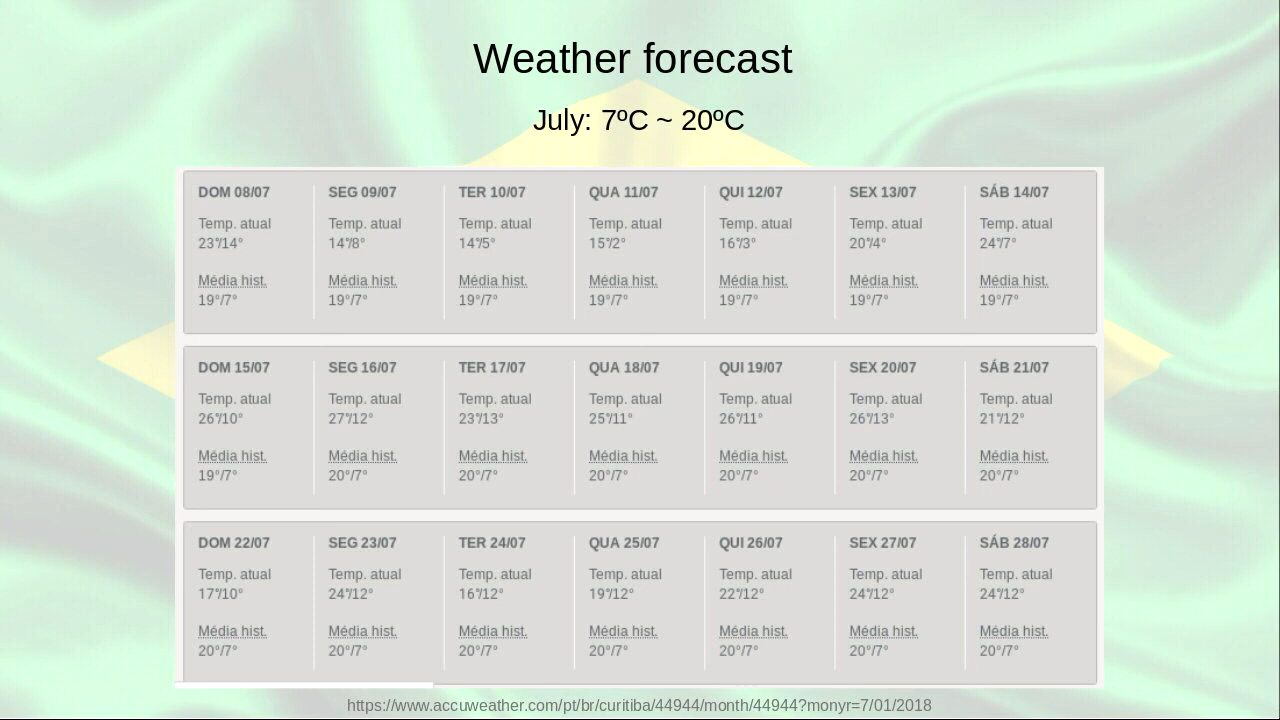 Weather forecast
July: 7ºC ~ 20ºC
DOM 08/07 SEG 09/07 TER 10/07 QUA 11/07 QUI 12/07 SEX 13/07 SÁB 14/07
Temp. atual Temp. atual Temp. atual Temp. atual Temp. atual Temp. atual Temp. atual
23°/14° 14°/8° 14°/5° 15°/2° 16°/3° 20°/4° 24°/7°
Média hist. Média hist. Média hist. Média hist. Média hist. Média hist. Média hist.
19°/7° 19°/7° 19°/7° 19°/7° 19°/7° 19°/7° 19°/7°
DOM 15/07 SEG 16/07 TER 17/07 QUA 18/07 QUI 19/07 SEX 20/07 SÁB 21/07
Temp. atual Temp. atual Temp. atual Temp. atual Temp. atual Temp. atual Temp. atual
26°/10° 27°/12° 23°/13° 25°/11° 26°/11° 26°/13° 21°/12°
Média hist. Média hist. Média hist. Média hist. Média hist. Média hist. Média hist.
19°/7° 20°/7° 20°/7° 20°/7° 20°/7° 20°/7° 20°/7°
DOM 22/07 SEG 23/07 TER 24/07 QUA 25/07 QUI 26/07 SEX 27/07 SÁB 28/07
Temp. atual Temp. atual Temp. atual Temp. atual Temp. atual Temp. atual Temp. atual
17°/10° 24°/12° 16°/12° 19°/12° 22°/12° 24°/12° 24°/12°
Média hist. Média hist. Média hist. Média hist. Média hist. Média hist. Média hist.
20°/7° 20°/7° 20°/7° 20°/7° 20°/7° 20°/7° 20°/7°
https://www.accuweather.com/pt/br/curitiba/44944/month/44944?monyr=7/01/2018